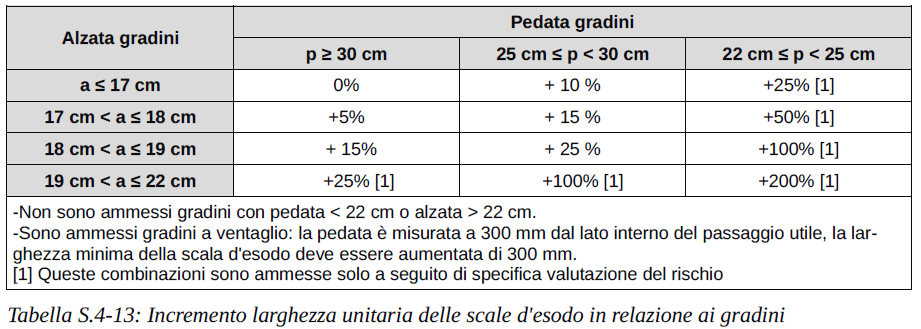 Alzata gradini
Pedata gradini
p ≥ 30 cm 25 cm ≤ p < 30 cm 22 cm ≤ p < 25 cm
a ≤ 17 cm 0% + 10 % +25% [1]
17 cm < a ≤ 18 cm +5% + 15 % +50% [1]
18 cm < a ≤ 19 cm + 15% + 25 % +100% [1]
19 cm < a ≤ 22 cm +25% [1] +100% [1] +200% [1]
-Non sono ammessi gradini con pedata < 22 cm o alzata > 22 cm.
-Sono ammessi gradini a ventaglio: la pedata è misurata a 300 mm dal lato interno del passaggio utile, la lar-
ghezza minima della scala d'esodo deve essere aumentata di 300 mm.
[1] Queste combinazioni sono ammesse solo a seguito di specifica valutazione del rischio
Tabella S.4-13: Incremento larghezza unitaria delle scale d'esodo in relazione ai gradini